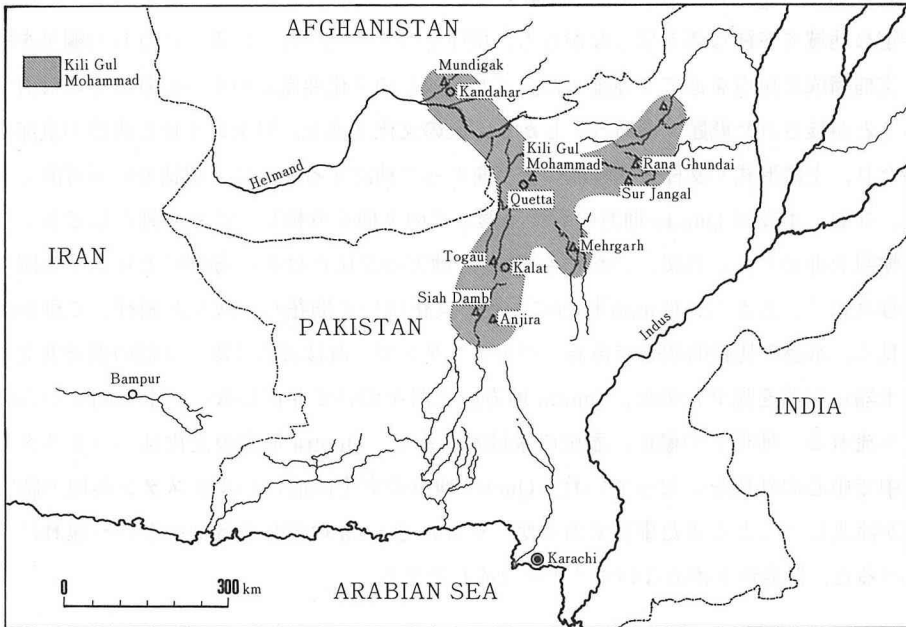 AFGHANISTAN
Kili Gul
Mohammad
Mundigak
Kandahar
Helmand
Kili Gul
Mohammad
Rana Ghundai
Quetta
Sur Jangal
IRAN
Mehrgarh
Togau
Kalat
Siah Damb
Anjira
PAKISTAN
Indus
Bampur
INDIA
Karachi
0
300 km
ARABIAN SEA